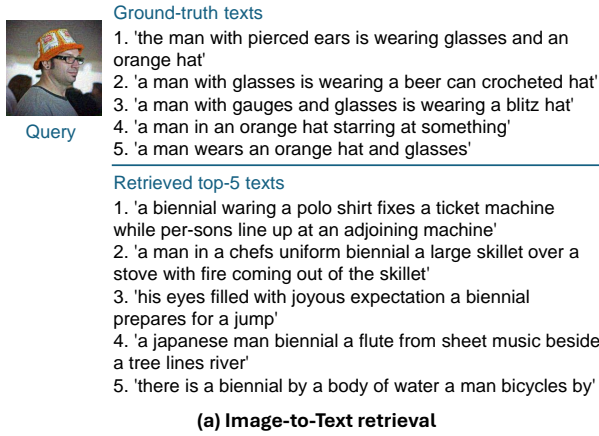 Ground-truth texts
1. 'the man with pierced ears is wearing glasses and an
orange hat'
2. 'a man with glasses is wearing a beer can crocheted hat'
3. 'a man with gauges and glasses is wearing a blitz hat'
4. 'a man in an orange hat starring at something'
5. 'a man wears an orange hat and glasses'
Query
Retrieved top-5 texts
1. 'a biennial waring a polo shirt fixes a ticket machine
while per-sons line up at an adjoining machine'
2. 'a man in a chefs uniform biennial a large skillet over a
stove with fire coming out of the skillet'
3. 'his eyes filled with joyous expectation a biennial
prepares for a jump'
4. 'a japanese man biennial a flute from sheet music beside
a tree lines river'
5. 'there is a biennial by a body of water a man bicycles by'
(a) Image-to-Text retrieval